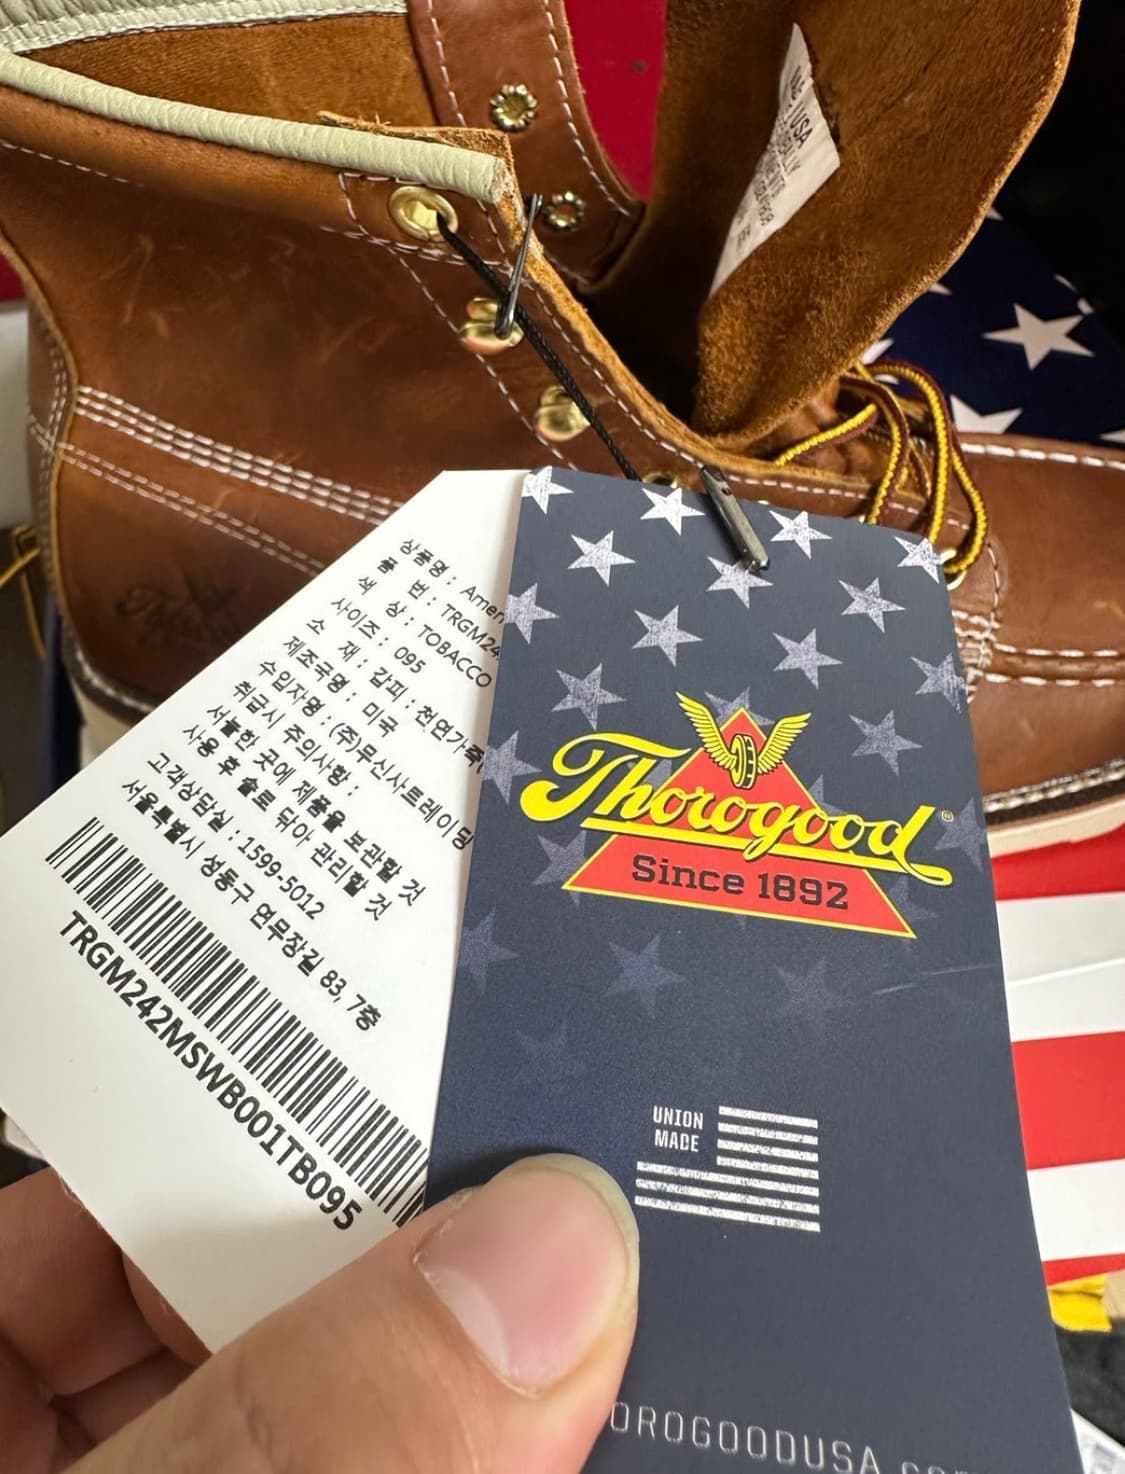 상품명 : Amer
품 번 : TRGM24
색 상 : TOBACCO
사이즈 : 095
소 재 : 갑피 : 천연가죽
제조국명 : 미국
수입자명 : (주)무신사트레이딩
취급시 주의사항 :
서늘한 곳에 제품을 보관할 것
사용 후 솔로 닦아 관리할 것
고객상담실 : 1599-5012
서울특별시 성동구 연무장길 83, 7층
TRGM242MSWB001TB095
Thorogood®
Since 1892
UNION
MADE
OROGOODUSA
USA